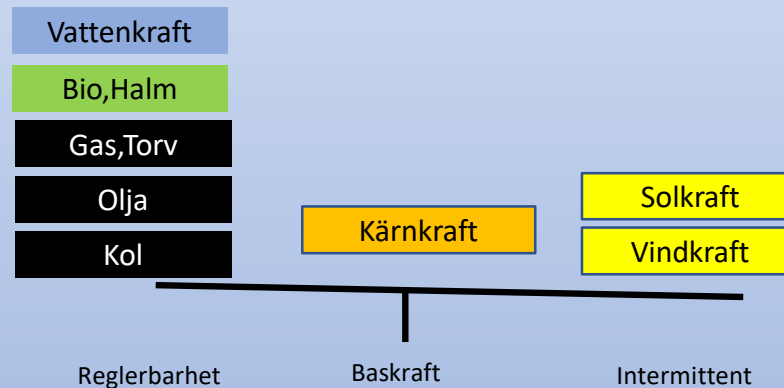 Vattenkraft
Bio,Halm
Gas,Torv
Olja
Kol
Kärnkraft
Solkraft
Vindkraft
Reglerbarhet
Baskraft
Intermittent